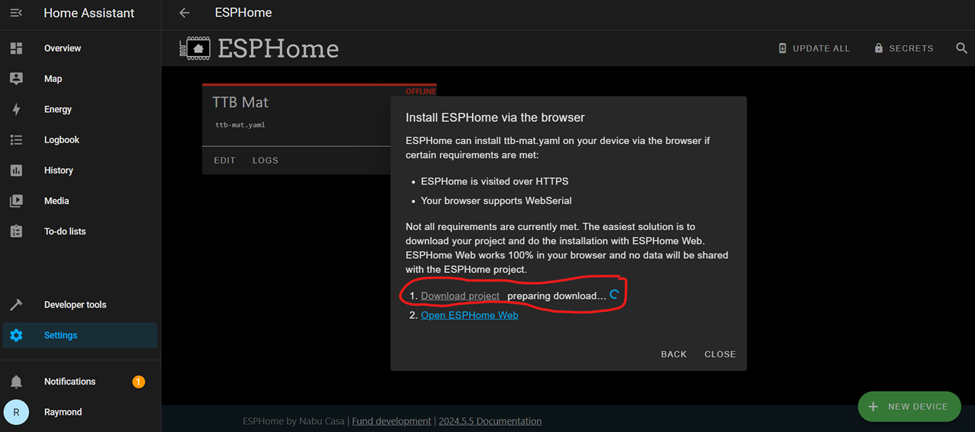 Home Assistant
ESPHome
Overview
ESPHome
UPDATE ALL
SECRETS
Map
OFFLINE
TTB Mat
Energy
ttb-mat.yaml
Install ESPHome via the browser
Logbook
ESPHome can install ttb-mat.yaml on your device via the browser if
certain requirements are met:
EDIT
LOGS
History
• ESPHome is visited over HTTPS
Media
• Your browser supports WebSerial
To-do lists
Not all requirements are currently met. The easiest solution is to
download your project and do the installation with ESPHome Web.
ESPHome Web works 100% in your browser and no data will be shared
with the ESPHome project.
1. Download project preparing download...
Developer tools
2. Open ESPHome Web
Settings
BACK
CLOSE
Notifications
1
NEW DEVICE
R
Raymond
ESPHome by Nabu Casa | Fund development | 2024.5.5 Documentation